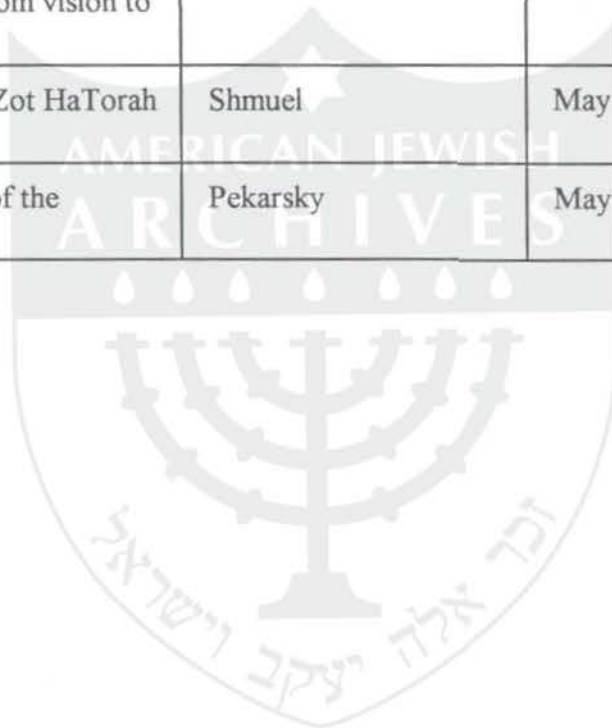 om vision to
Zot HaTorah Shmuel May
of the Pekarsky May
AMERICAN JEWISH
ARCHIVES
זכר אלה יעקב וישראל